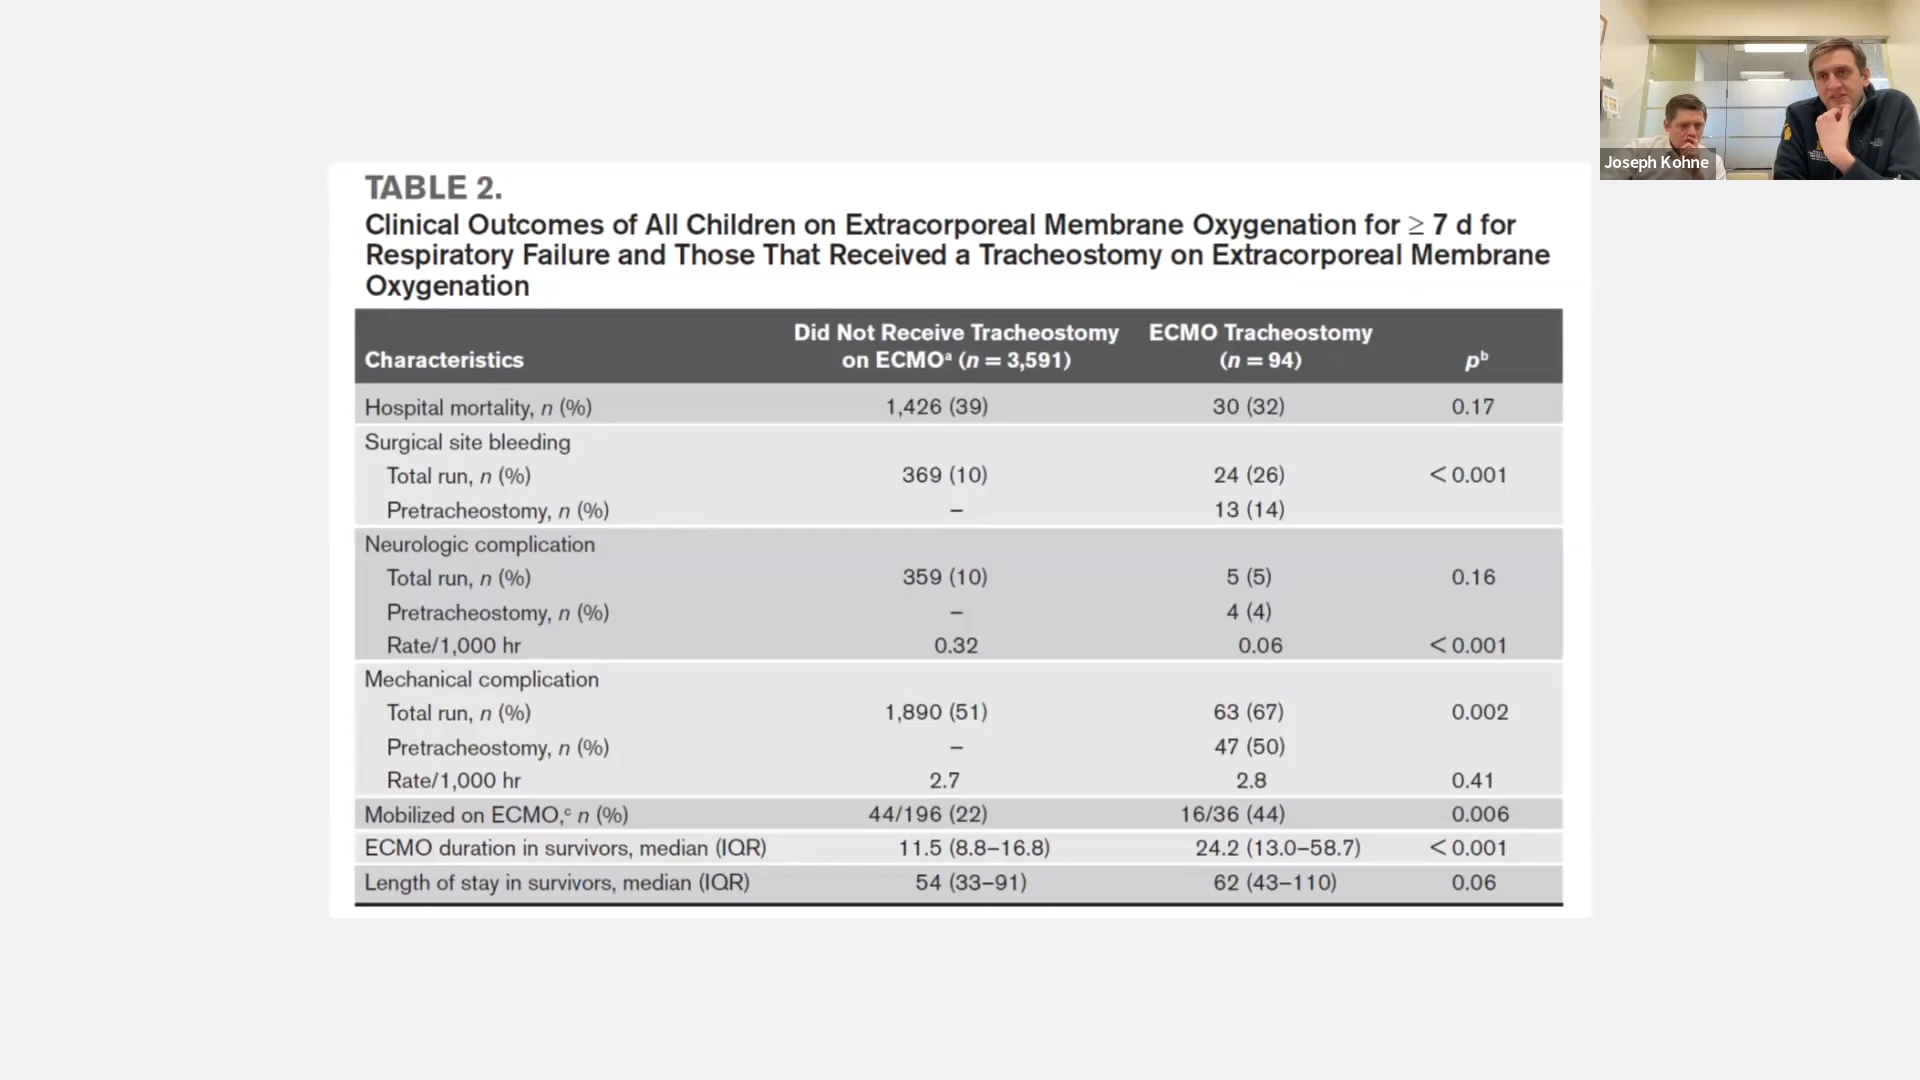 Joseph Kohne
TABLE 2.
Clinical Outcomes of All Children on Extracorporeal Membrane Oxygenation for ≥ 7 d for
Respiratory Failure and Those That Received a Tracheostomy on Extracorporeal Membrane
Oxygenation
Characteristics Did Not Receive Tracheostomy on ECMOᵃ (n = 3,591) ECMO Tracheostomy (n = 94) pᵇ
Hospital mortality, n (%) 1,426 (39) 30 (32) 0.17
Surgical site bleeding
Total run, n (%) 369 (10) 24 (26) < 0.001
Pretracheostomy, n (%) – 13 (14)
Neurologic complication
Total run, n (%) 359 (10) 5 (5) 0.16
Pretracheostomy, n (%) – 4 (4)
Rate/1,000 hr 0.32 0.06 < 0.001
Mechanical complication
Total run, n (%) 1,890 (51) 63 (67) 0.002
Pretracheostomy, n (%) – 47 (50)
Rate/1,000 hr 2.7 2.8 0.41
Mobilized on ECMO,ᶜ n (%) 44/196 (22) 16/36 (44) 0.006
ECMO duration in survivors, median (IQR) 11.5 (8.8–16.8) 24.2 (13.0–58.7) < 0.001
Length of stay in survivors, median (IQR) 54 (33–91) 62 (43–110) 0.06